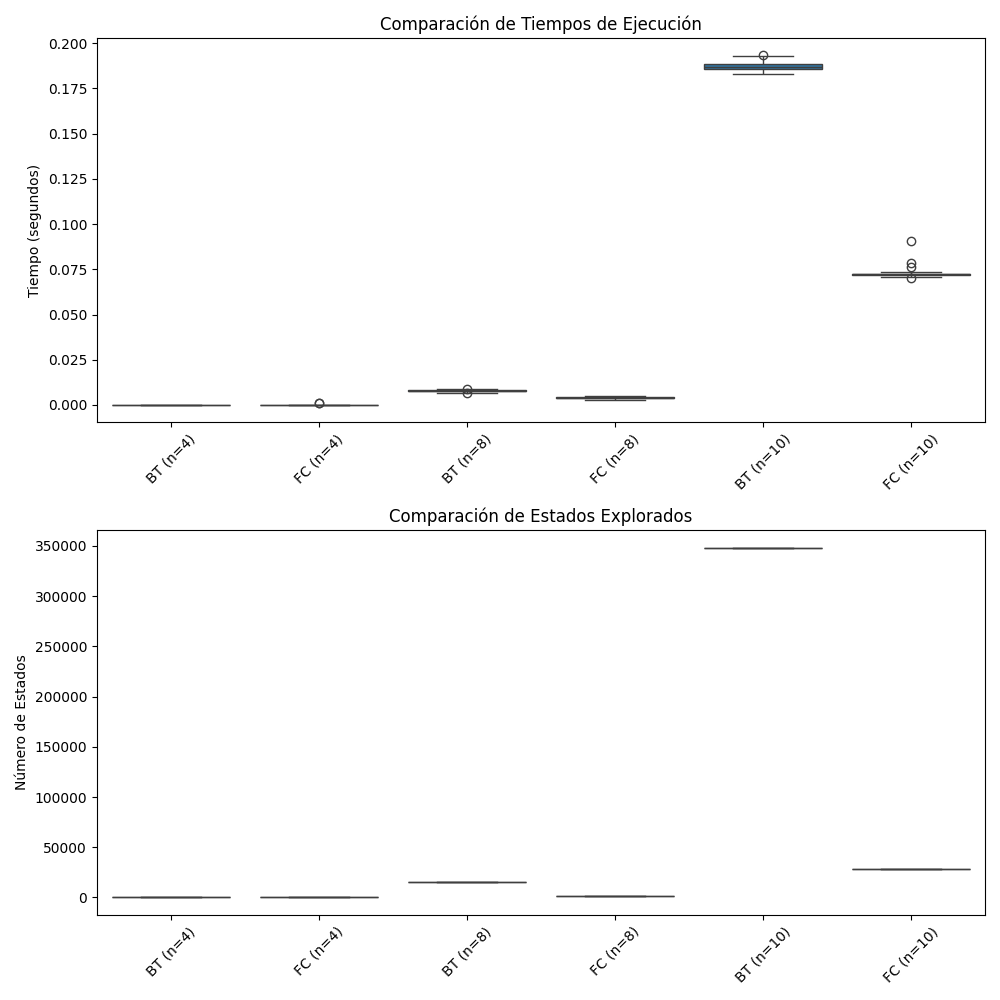 Comparación de Tiempos de Ejecución
Tiempo (segundos)
0.200
0.175
0.150
0.125
0.100
0.075
0.050
0.025
0.000
BT (n=4)
FC (n=4)
BT (n=8)
FC (n=8)
BT (n=10)
FC (n=10)
Comparación de Estados Explorados
Número de Estados
350000
300000
250000
200000
150000
100000
50000
0
BT (n=4)
FC (n=4)
BT (n=8)
FC (n=8)
BT (n=10)
FC (n=10)